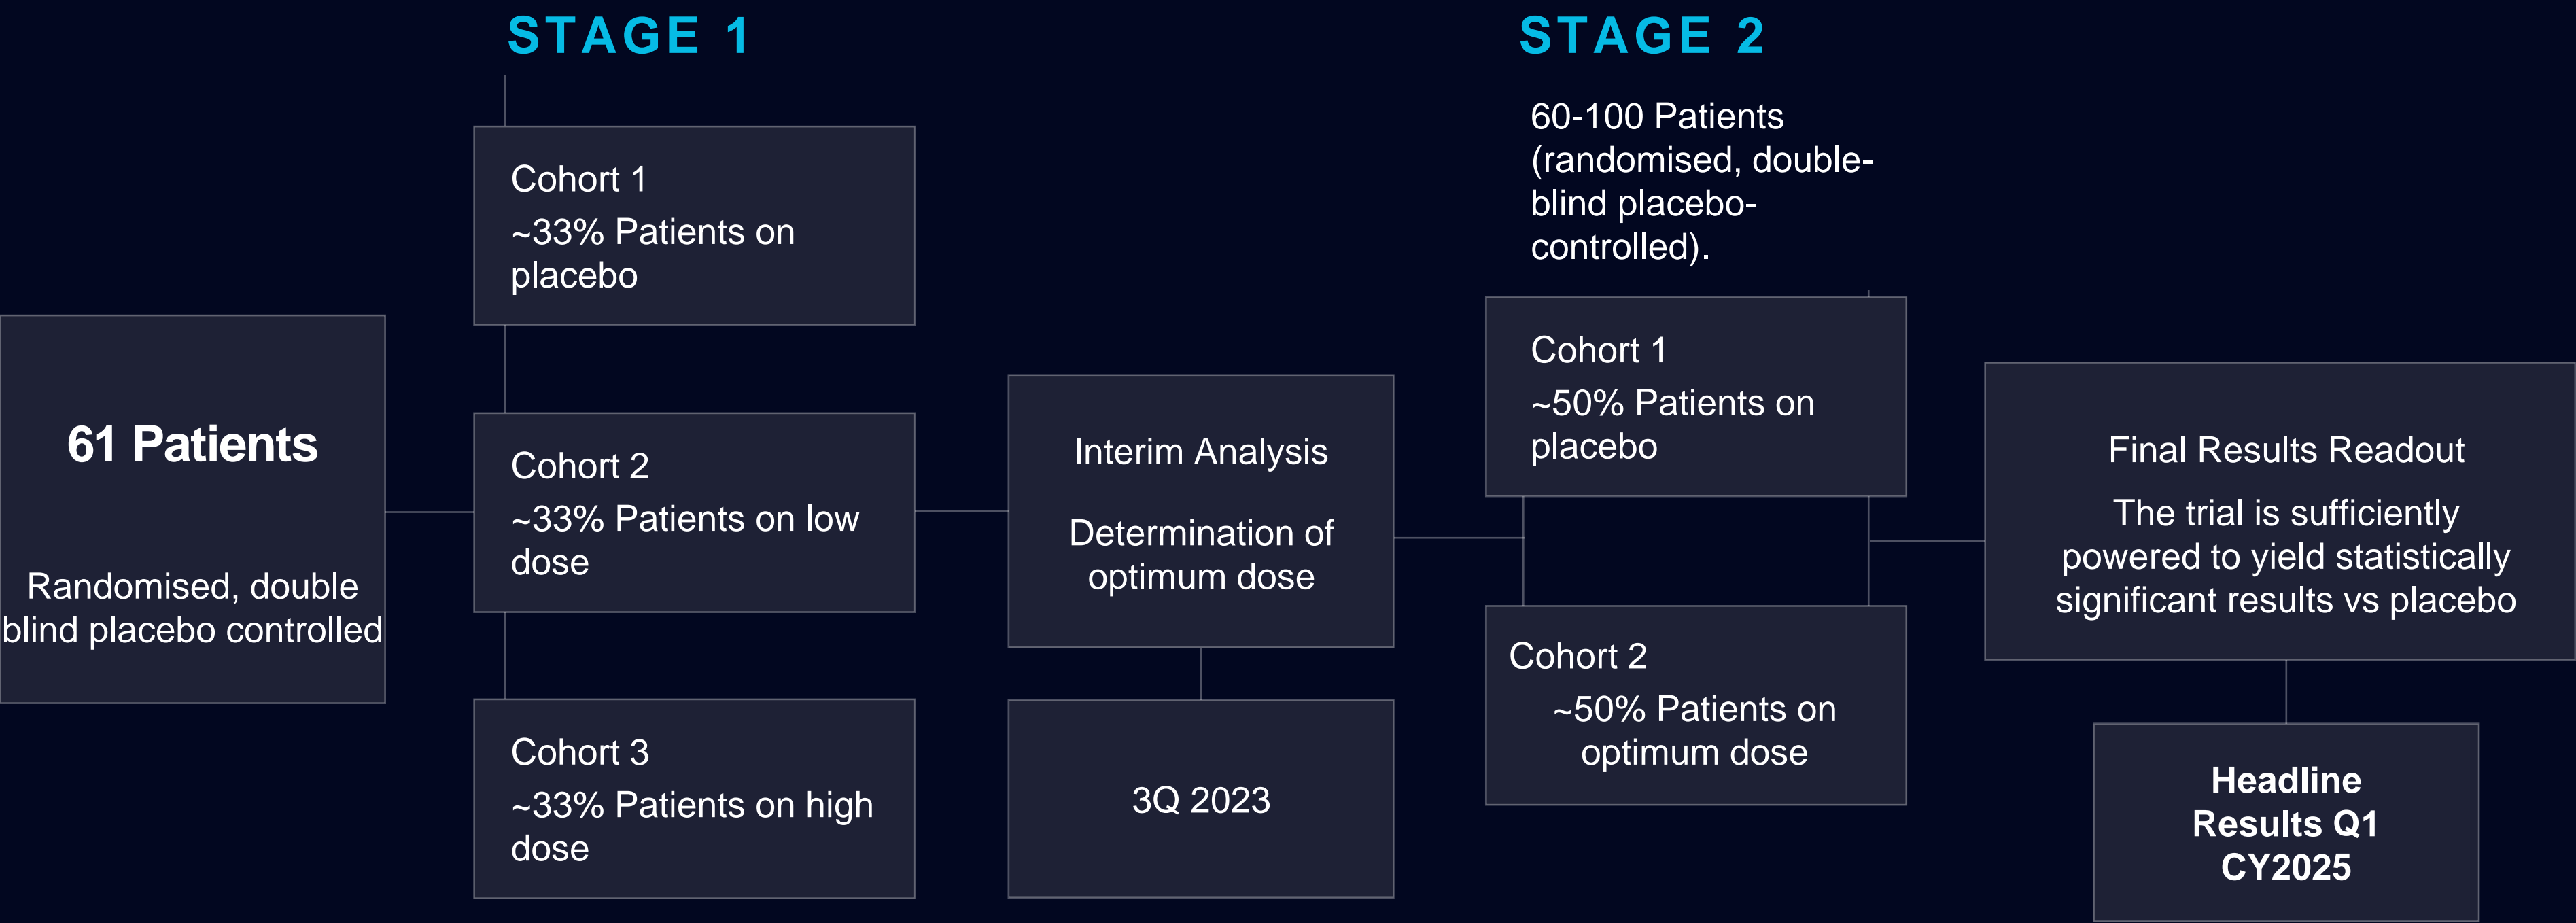 STAGE 1
STAGE 2
60-100 Patients
(randomised, double-
blind placebo-
controlled).
61 Patients
Randomised, double
blind placebo controlled
Cohort 1
~33% Patients on
placebo
Cohort 2
~33% Patients on low
dose
Cohort 3
~33% Patients on high
dose
Interim Analysis
Determination of
optimum dose
3Q 2023
Cohort 1
~50% Patients on
placebo
Cohort 2
~50% Patients on
optimum dose
Final Results Readout
The trial is sufficiently
powered to yield statistically
significant results vs placebo
Headline
Results Q1
CY2025